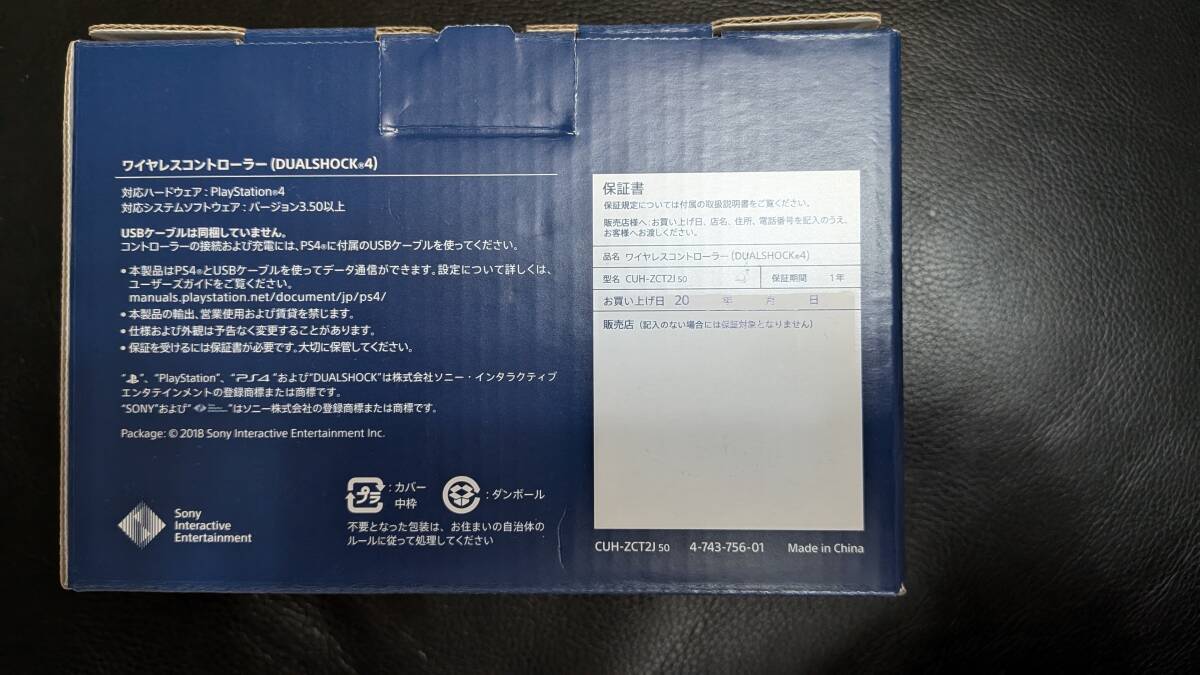 ワイヤレスコントローラー(DUALSHOCK®4)
対応ハードウェア：PlayStation®4
対応システムソフトウェア：バージョン3.50以上
USBケーブルは同梱していません。
コントローラーの接続および充電には、PS4®に付属のUSBケーブルを使ってください。
•本製品はPS4®とUSBケーブルを使ってデータ通信ができます。設定について詳しくは、
ユーザーズガイドをご覧ください。
manuals.playstation.net/document/jp/ps4/
•本製品の輸出、営業使用および賃貸を禁じます。
•仕様および外観は予告なく変更することがあります。
•保証を受けるには保証書が必要です。大切に保管してください。
“ ”、“PlayStation”、“PS4”および“DUALSHOCK”は株式会社ソニー・インタラクティブ
エンタテインメントの登録商標または商標です。
“SONY”および“ ”はソニー株式会社の登録商標または商標です。
Package: © 2018 Sony Interactive Entertainment Inc.
Sony
Interactive
Entertainment
プラ
：カバー
中枠
：ダンボール
不要となった包装は、お住まいの自治体の
ルールに従って処理してください
保証書
保証規定については付属の取扱説明書をご覧ください。
販売店様へ：お買い上げ日、店名、住所、電話番号を記入のうえ、
お客様へお渡しください。
品名 ワイヤレスコントローラー(DUALSHOCK®4)
型名 CUH-ZCT2J 50 保証期間 1年
お買い上げ日 20 年 月 日
販売店（記入のない場合には保証対象となりません）
CUH-ZCT2J 50 4-743-756-01 Made in China